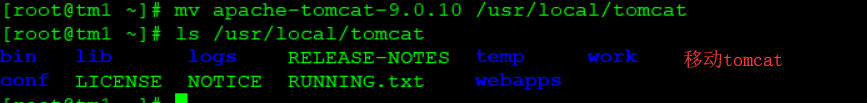 [root@tm1 ~]# mv apache-tomcat-9.0.10 /usr/local/tomcat
[root@tm1 ~]# ls /usr/local/tomcat
bin lib logs RELEASE-NOTES temp work 移动tomcat
conf LICENSE NOTICE RUNNING.txt webapps
[root@tm1 ~]#